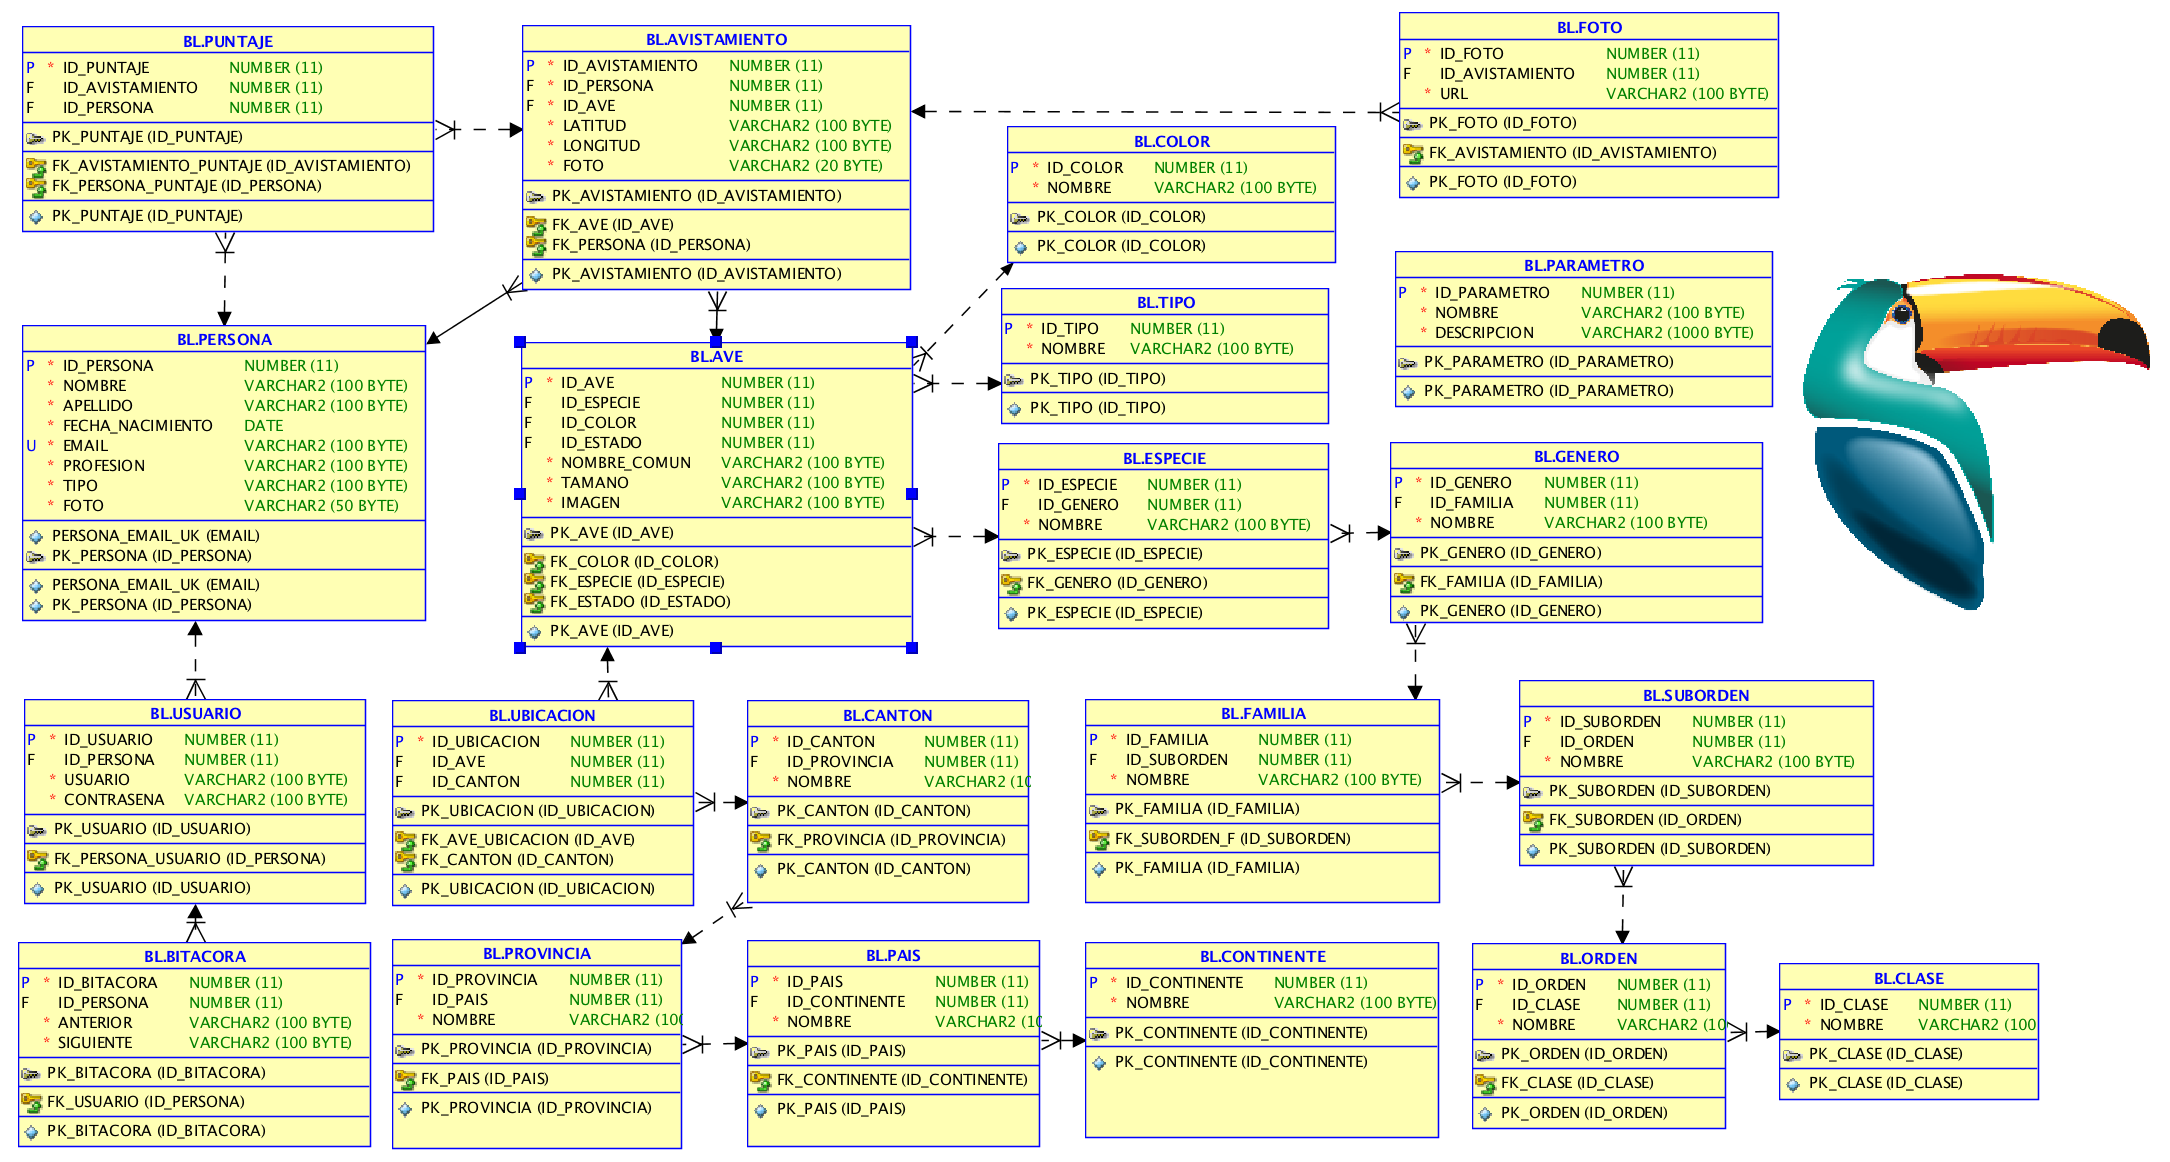 BL.PUNTAJE
P * ID_PUNTAJE NUMBER (11)
F ID_AVISTAMIENTO NUMBER (11)
F ID_PERSONA NUMBER (11)
PK_PUNTAJE (ID_PUNTAJE)
FK_AVISTAMIENTO_PUNTAJE (ID_AVISTAMIENTO)
FK_PERSONA_PUNTAJE (ID_PERSONA)
PK_PUNTAJE (ID_PUNTAJE)
BL.AVISTAMIENTO
P * ID_AVISTAMIENTO NUMBER (11)
F * ID_PERSONA NUMBER (11)
F * ID_AVE NUMBER (11)
* LATITUD VARCHAR2 (100 BYTE)
* LONGITUD VARCHAR2 (100 BYTE)
* FOTO VARCHAR2 (20 BYTE)
PK_AVISTAMIENTO (ID_AVISTAMIENTO)
FK_AVE (ID_AVE)
FK_PERSONA (ID_PERSONA)
PK_AVISTAMIENTO (ID_AVISTAMIENTO)
BL.FOTO
P * ID_FOTO NUMBER (11)
F ID_AVISTAMIENTO NUMBER (11)
* URL VARCHAR2 (100 BYTE)
PK_FOTO (ID_FOTO)
FK_AVISTAMIENTO (ID_AVISTAMIENTO)
PK_FOTO (ID_FOTO)
BL.COLOR
P * ID_COLOR NUMBER (11)
* NOMBRE VARCHAR2 (100 BYTE)
PK_COLOR (ID_COLOR)
PK_COLOR (ID_COLOR)
BL.PARAMETRO
P * ID_PARAMETRO NUMBER (11)
* NOMBRE VARCHAR2 (100 BYTE)
* DESCRIPCION VARCHAR2 (1000 BYTE)
PK_PARAMETRO (ID_PARAMETRO)
PK_PARAMETRO (ID_PARAMETRO)
BL.TIPO
P * ID_TIPO NUMBER (11)
* NOMBRE VARCHAR2 (100 BYTE)
PK_TIPO (ID_TIPO)
PK_TIPO (ID_TIPO)
BL.PERSONA
P * ID_PERSONA NUMBER (11)
* NOMBRE VARCHAR2 (100 BYTE)
* APELLIDO VARCHAR2 (100 BYTE)
* FECHA_NACIMIENTO DATE
U * EMAIL VARCHAR2 (100 BYTE)
* PROFESION VARCHAR2 (100 BYTE)
* TIPO VARCHAR2 (100 BYTE)
* FOTO VARCHAR2 (50 BYTE)
PERSONA_EMAIL_UK (EMAIL)
PK_PERSONA (ID_PERSONA)
PERSONA_EMAIL_UK (EMAIL)
PK_PERSONA (ID_PERSONA)
BL.AVE
P * ID_AVE NUMBER (11)
F ID_ESPECIE NUMBER (11)
F ID_COLOR NUMBER (11)
F ID_ESTADO NUMBER (11)
* NOMBRE_COMUN VARCHAR2 (100 BYTE)
* TAMANO VARCHAR2 (100 BYTE)
* IMAGEN VARCHAR2 (100 BYTE)
PK_AVE (ID_AVE)
FK_COLOR (ID_COLOR)
FK_ESPECIE (ID_ESPECIE)
FK_ESTADO (ID_ESTADO)
PK_AVE (ID_AVE)
BL.ESPECIE
P * ID_ESPECIE NUMBER (11)
F ID_GENERO NUMBER (11)
* NOMBRE VARCHAR2 (100 BYTE)
PK_ESPECIE (ID_ESPECIE)
FK_GENERO (ID_GENERO)
PK_ESPECIE (ID_ESPECIE)
BL.GENERO
P * ID_GENERO NUMBER (11)
F ID_FAMILIA NUMBER (11)
* NOMBRE VARCHAR2 (100 BYTE)
PK_GENERO (ID_GENERO)
FK_FAMILIA (ID_FAMILIA)
PK_GENERO (ID_GENERO)
BL.USUARIO
P * ID_USUARIO NUMBER (11)
F ID_PERSONA NUMBER (11)
* USUARIO VARCHAR2 (100 BYTE)
* CONTRASENA VARCHAR2 (100 BYTE)
PK_USUARIO (ID_USUARIO)
FK_PERSONA_USUARIO (ID_PERSONA)
PK_USUARIO (ID_USUARIO)
BL.UBICACION
P * ID_UBICACION NUMBER (11)
F ID_AVE NUMBER (11)
F ID_CANTON NUMBER (11)
PK_UBICACION (ID_UBICACION)
FK_AVE_UBICACION (ID_AVE)
FK_CANTON (ID_CANTON)
PK_UBICACION (ID_UBICACION)
BL.CANTON
P * ID_CANTON NUMBER (11)
F ID_PROVINCIA NUMBER (11)
* NOMBRE VARCHAR2 (10
PK_CANTON (ID_CANTON)
FK_PROVINCIA (ID_PROVINCIA)
PK_CANTON (ID_CANTON)
BL.FAMILIA
P * ID_FAMILIA NUMBER (11)
F ID_SUBORDEN NUMBER (11)
* NOMBRE VARCHAR2 (100 BYTE)
PK_FAMILIA (ID_FAMILIA)
FK_SUBORDEN_F (ID_SUBORDEN)
PK_FAMILIA (ID_FAMILIA)
BL.SUBORDEN
P * ID_SUBORDEN NUMBER (11)
F ID_ORDEN NUMBER (11)
* NOMBRE VARCHAR2 (100 BYTE)
PK_SUBORDEN (ID_SUBORDEN)
FK_SUBORDEN (ID_ORDEN)
PK_SUBORDEN (ID_SUBORDEN)
BL.BITACORA
P * ID_BITACORA NUMBER (11)
F ID_PERSONA NUMBER (11)
* ANTERIOR VARCHAR2 (100 BYTE)
* SIGUIENTE VARCHAR2 (100 BYTE)
PK_BITACORA (ID_BITACORA)
FK_USUARIO (ID_PERSONA)
PK_BITACORA (ID_BITACORA)
BL.PROVINCIA
P * ID_PROVINCIA NUMBER (11)
F ID_PAIS NUMBER (11)
* NOMBRE VARCHAR2 (100
PK_PROVINCIA (ID_PROVINCIA)
FK_PAIS (ID_PAIS)
PK_PROVINCIA (ID_PROVINCIA)
BL.PAIS
P * ID_PAIS NUMBER (11)
F ID_CONTINENTE NUMBER (11)
* NOMBRE VARCHAR2 (10
PK_PAIS (ID_PAIS)
FK_CONTINENTE (ID_CONTINENTE)
PK_PAIS (ID_PAIS)
BL.CONTINENTE
P * ID_CONTINENTE NUMBER (11)
* NOMBRE VARCHAR2 (100 BYTE)
PK_CONTINENTE (ID_CONTINENTE)
PK_CONTINENTE (ID_CONTINENTE)
BL.ORDEN
P * ID_ORDEN NUMBER (11)
F ID_CLASE NUMBER (11)
* NOMBRE VARCHAR2 (10
PK_ORDEN (ID_ORDEN)
FK_CLASE (ID_CLASE)
PK_ORDEN (ID_ORDEN)
BL.CLASE
P * ID_CLASE NUMBER (11)
* NOMBRE VARCHAR2 (100
PK_CLASE (ID_CLASE)
PK_CLASE (ID_CLASE)